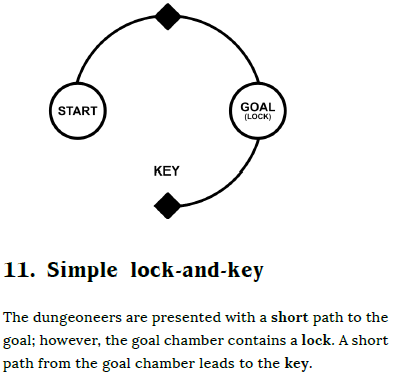 START
GOAL
(LOCK)
KEY
11. Simple lock-and-key
The dungeoneers are presented with a short path to the
goal; however, the goal chamber contains a lock. A short
path from the goal chamber leads to the key.